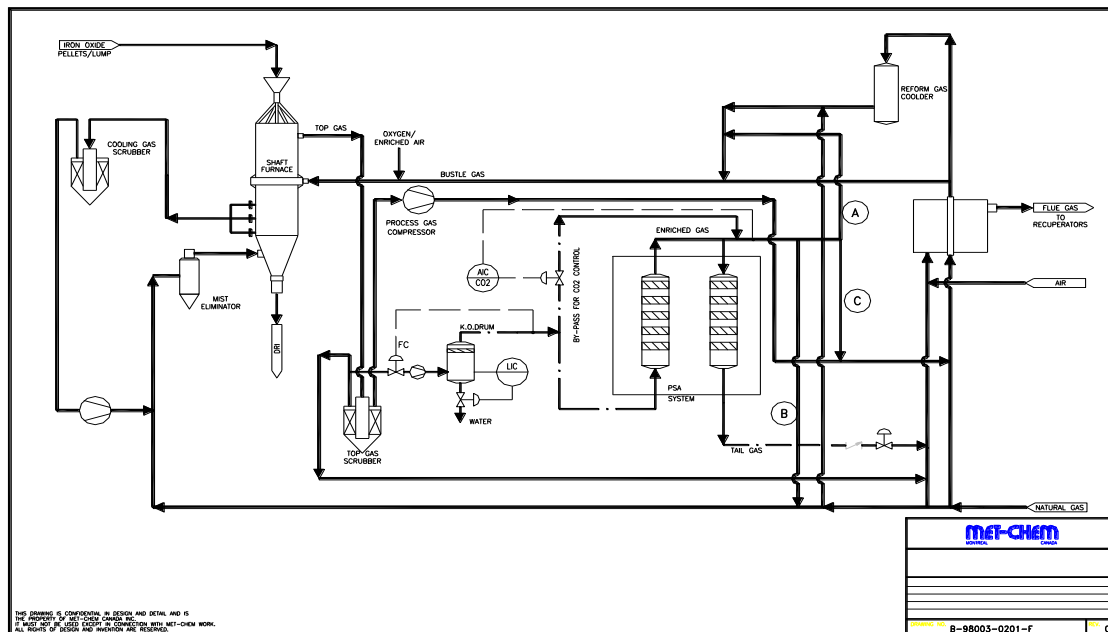 IRON OXIDE
PELLETS/LUMP
REFORM GAS
COOLDER
TOP GAS
OXYGEN/
ENRICHED AIR
COOLING GAS
SCRUBBER
SHAFT
FURNACE
BUSTLE GAS
PROCESS GAS
COMPRESSOR
ENRICHED GAS
A
FLUE GAS
TO
RECUPERATORS
AIC
CO2
BY-PASS FOR CO2 CONTROL
AIR
MIST
ELIMINATOR
C
K.O.DRUM
FC
LIC
DRI
PSA
SYSTEM
B
WATER
TAIL GAS
TOP GAS
SCRUBBER
NATURAL GAS
MET-CHEM
MONTREAL CANADA
THIS DRAWING IS CONFIDENTIAL IN DESIGN AND DETAIL AND IS
THE PROPERTY OF MET-CHEM CANADA INC.
IT MUST NOT BE USED EXCEPT IN CONNECTION WITH MET-CHEM WORK.
ALL RIGHTS OF DESIGN AND INVENTION ARE RESERVED.
DRAWING NO.
REV.
B-98003-0201-F